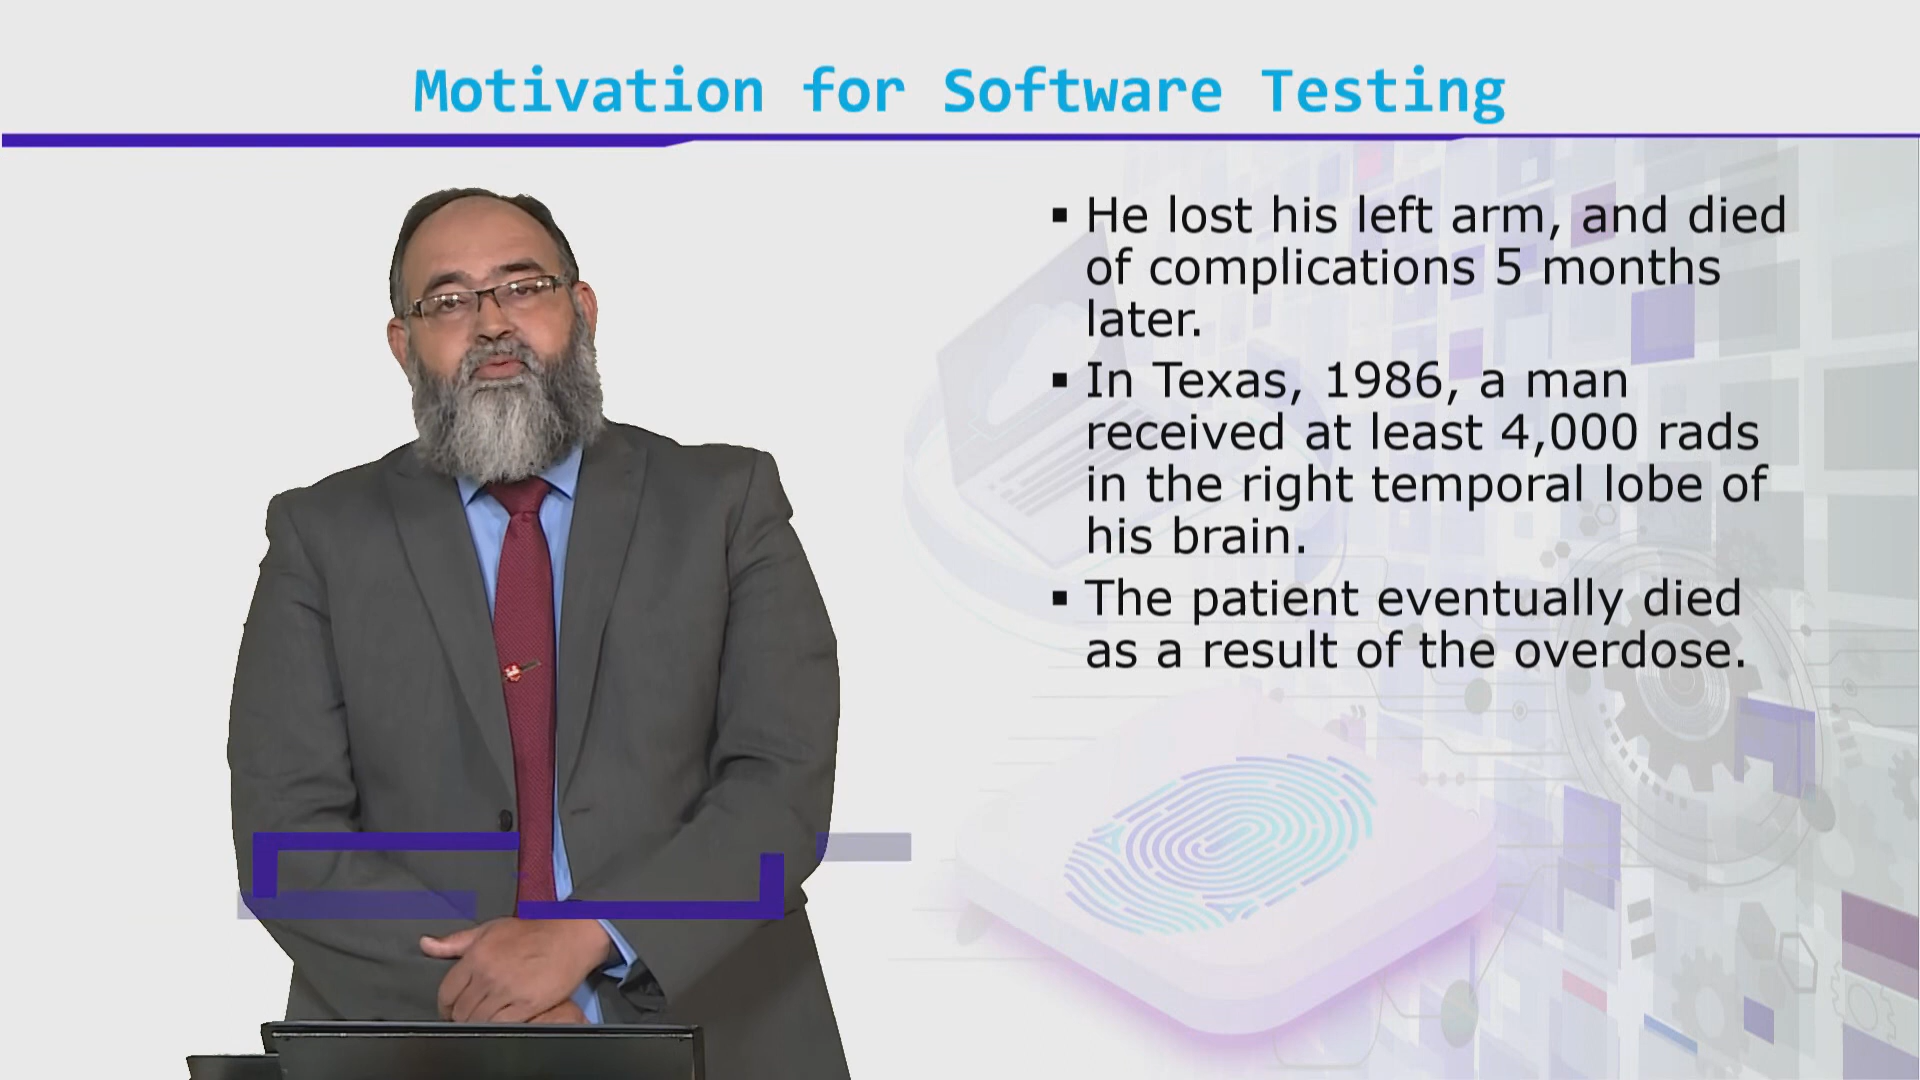 Motivation for Software Testing
▪ He lost his left arm, and died
of complications 5 months
later.
▪ In Texas, 1986, a man
received at least 4,000 rads
in the right temporal lobe of
his brain.
▪ The patient eventually died
as a result of the overdose.